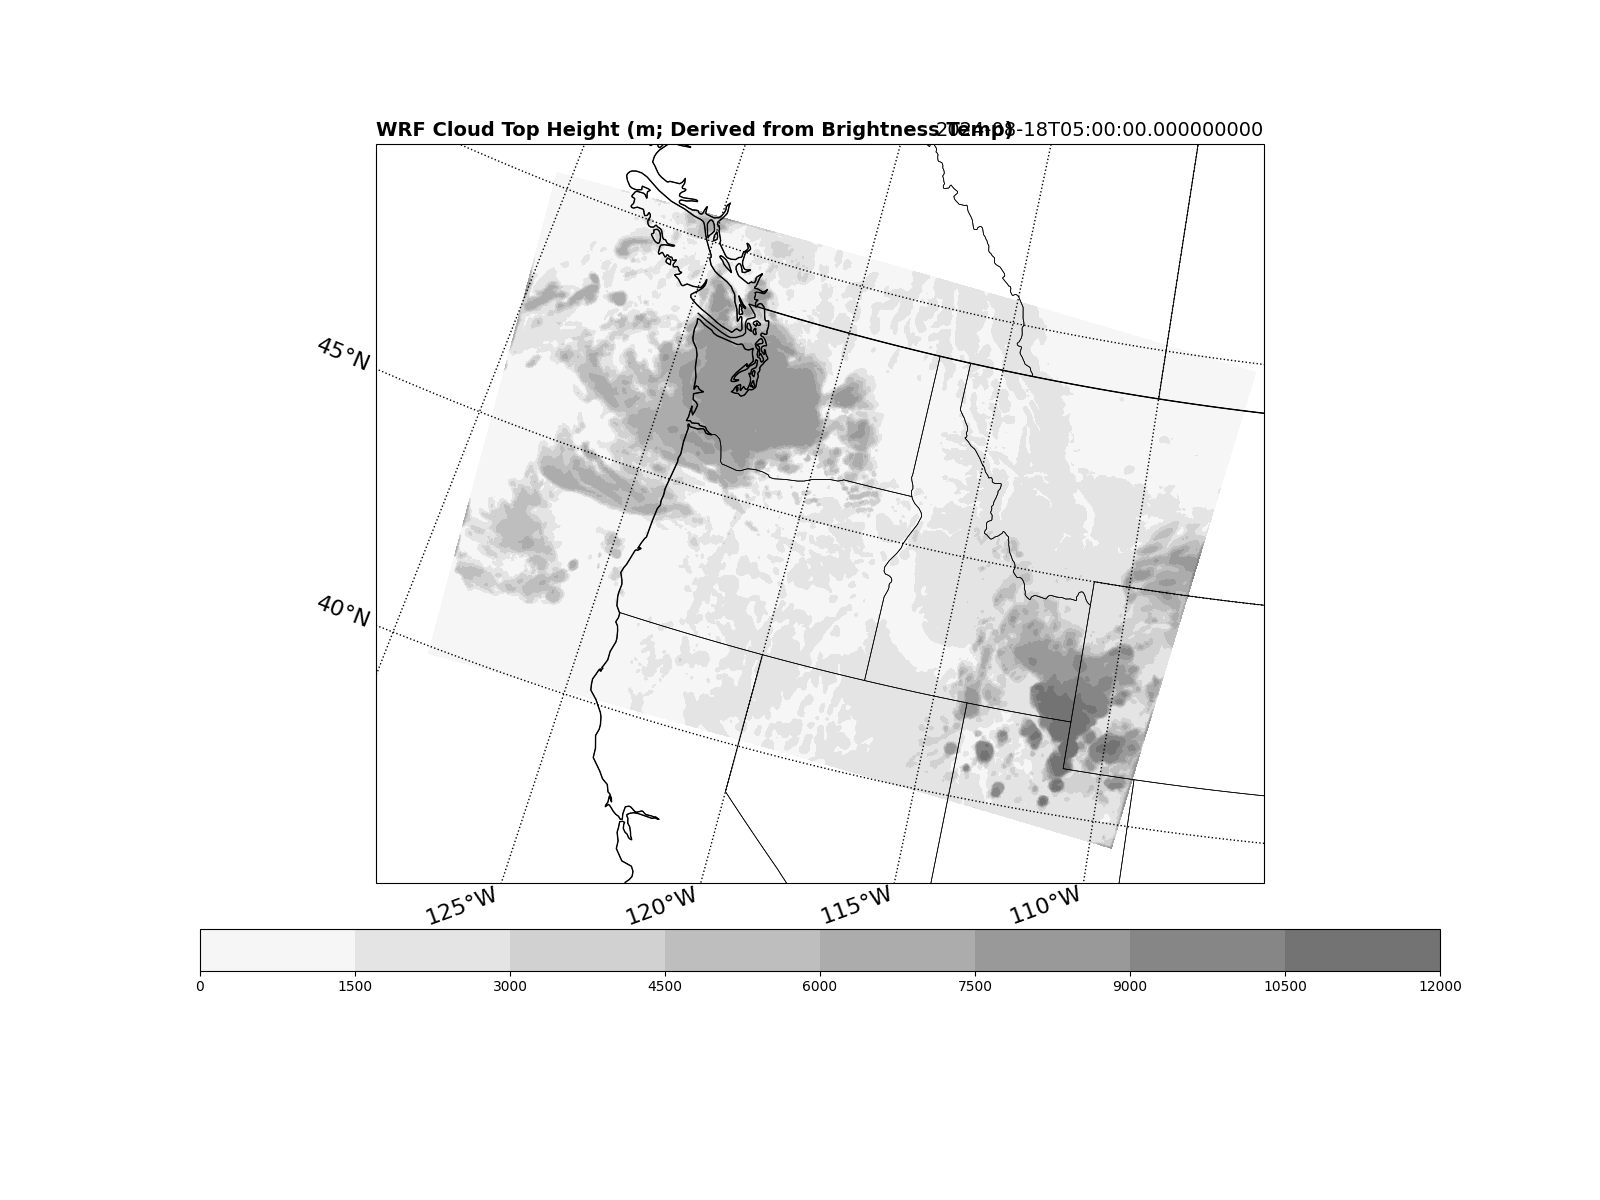 WRF Cloud Top Height (m; Derived from Brightness Temp)
2024-08-18T05:00:00.000000000
45°N
40°N
125°W 120°W 115°W 110°W
0 1500 3000 4500 6000 7500 9000 10500 12000